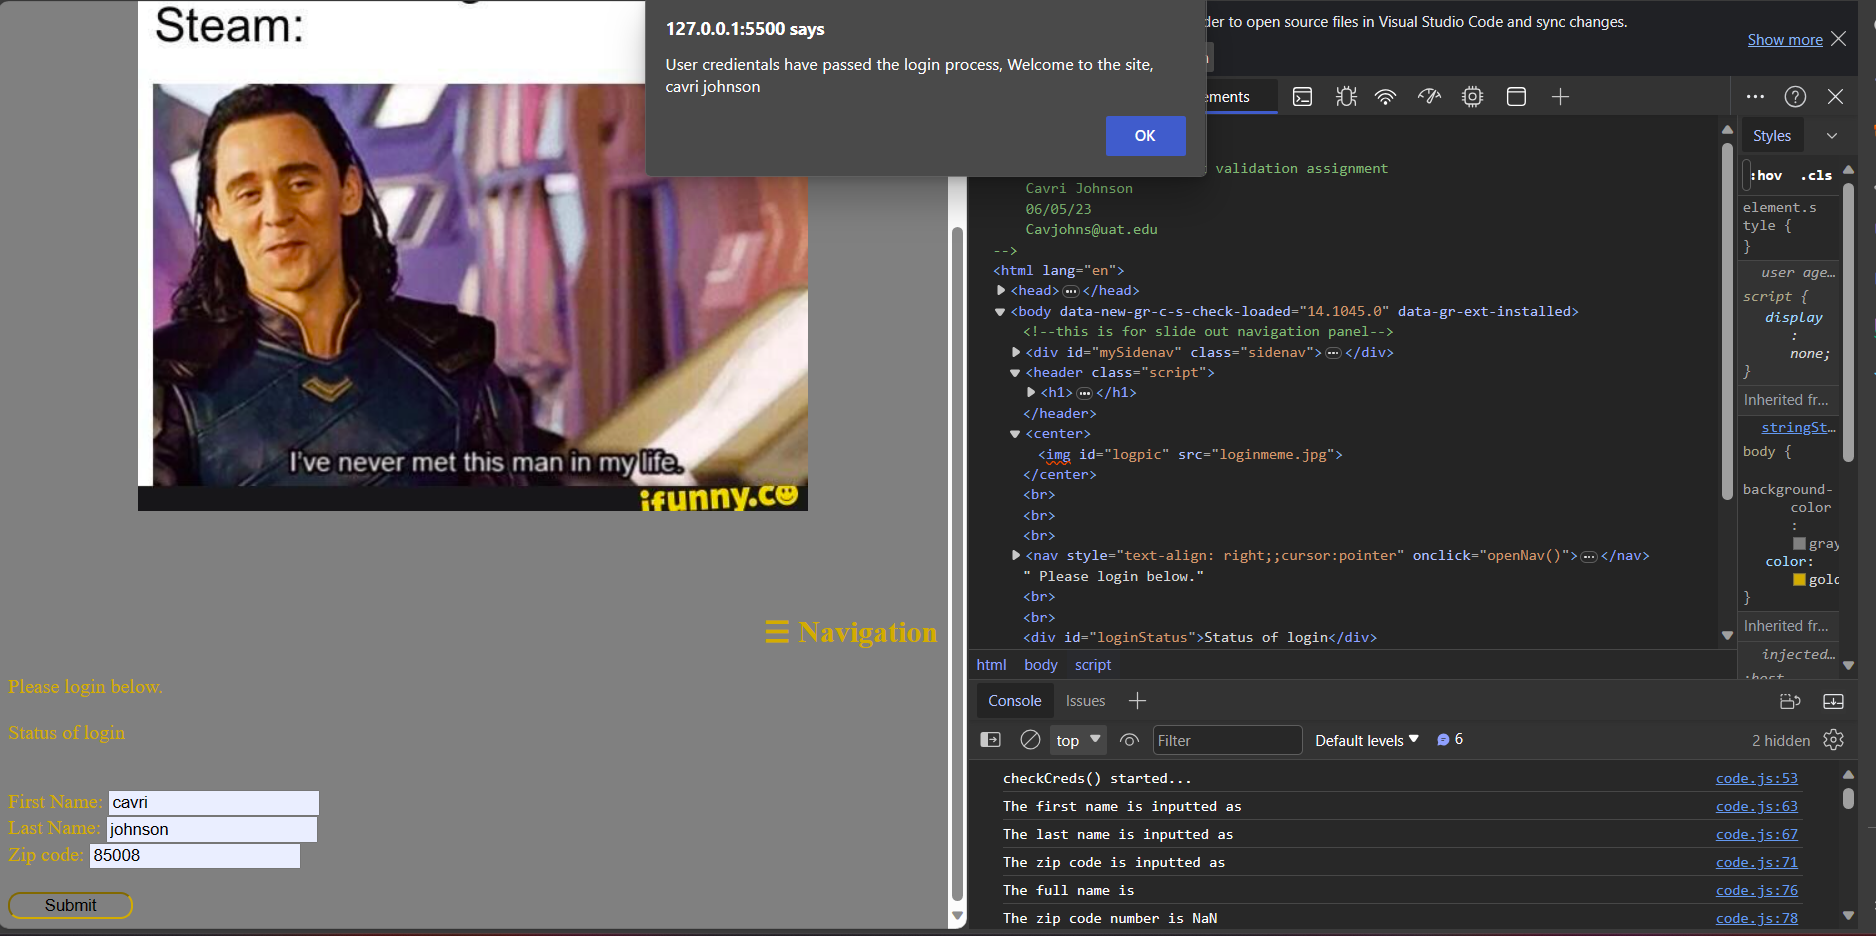 Steam:
I've never met this man in my life.
ifunny.co
☰ Navigation
Please login below.
Status of login
First Name: cavri
Last Name: johnson
Zip code: 85008
Submit
127.0.0.1:5500 says
User credientals have passed the login process, Welcome to the site,
cavri johnson
OK
to open source files in Visual Studio Code and sync changes.
Show more
validation assignment
Cavri Johnson
06/05/23
Cavjohns@uat.edu
-->
<html lang="en">
<head>…</head>
<body data-new-gr-c-s-check-loaded="14.1045.0" data-gr-ext-installed>
<!--this is for slide out navigation panel-->
<div id="mySidenav" class="sidenav">…</div>
<header class="script">
<h1>…</h1>
</header>
<center>
<img id="logpic" src="loginmeme.jpg">
</center>
<br>
<br>
<br>
<nav style="text-align: right;;cursor:pointer" onclick="openNav()">…</nav>
" Please login below."
<br>
<br>
<div id="loginStatus">Status of login</div>
html body script
Styles
:hov .cls
element.s
tyle {
}
user age…
script {
display
:
none;
}
Inherited fr…
stringSt…
body {
background-
color
:
gray
color:
gold
}
Inherited fr…
injected…
Console Issues
top Filter Default levels 6 2 hidden
checkCreds() started... code.js:53
The first name is inputted as code.js:63
The last name is inputted as code.js:67
The zip code is inputted as code.js:71
The full name is code.js:76
The zip code number is NaN code.js:78